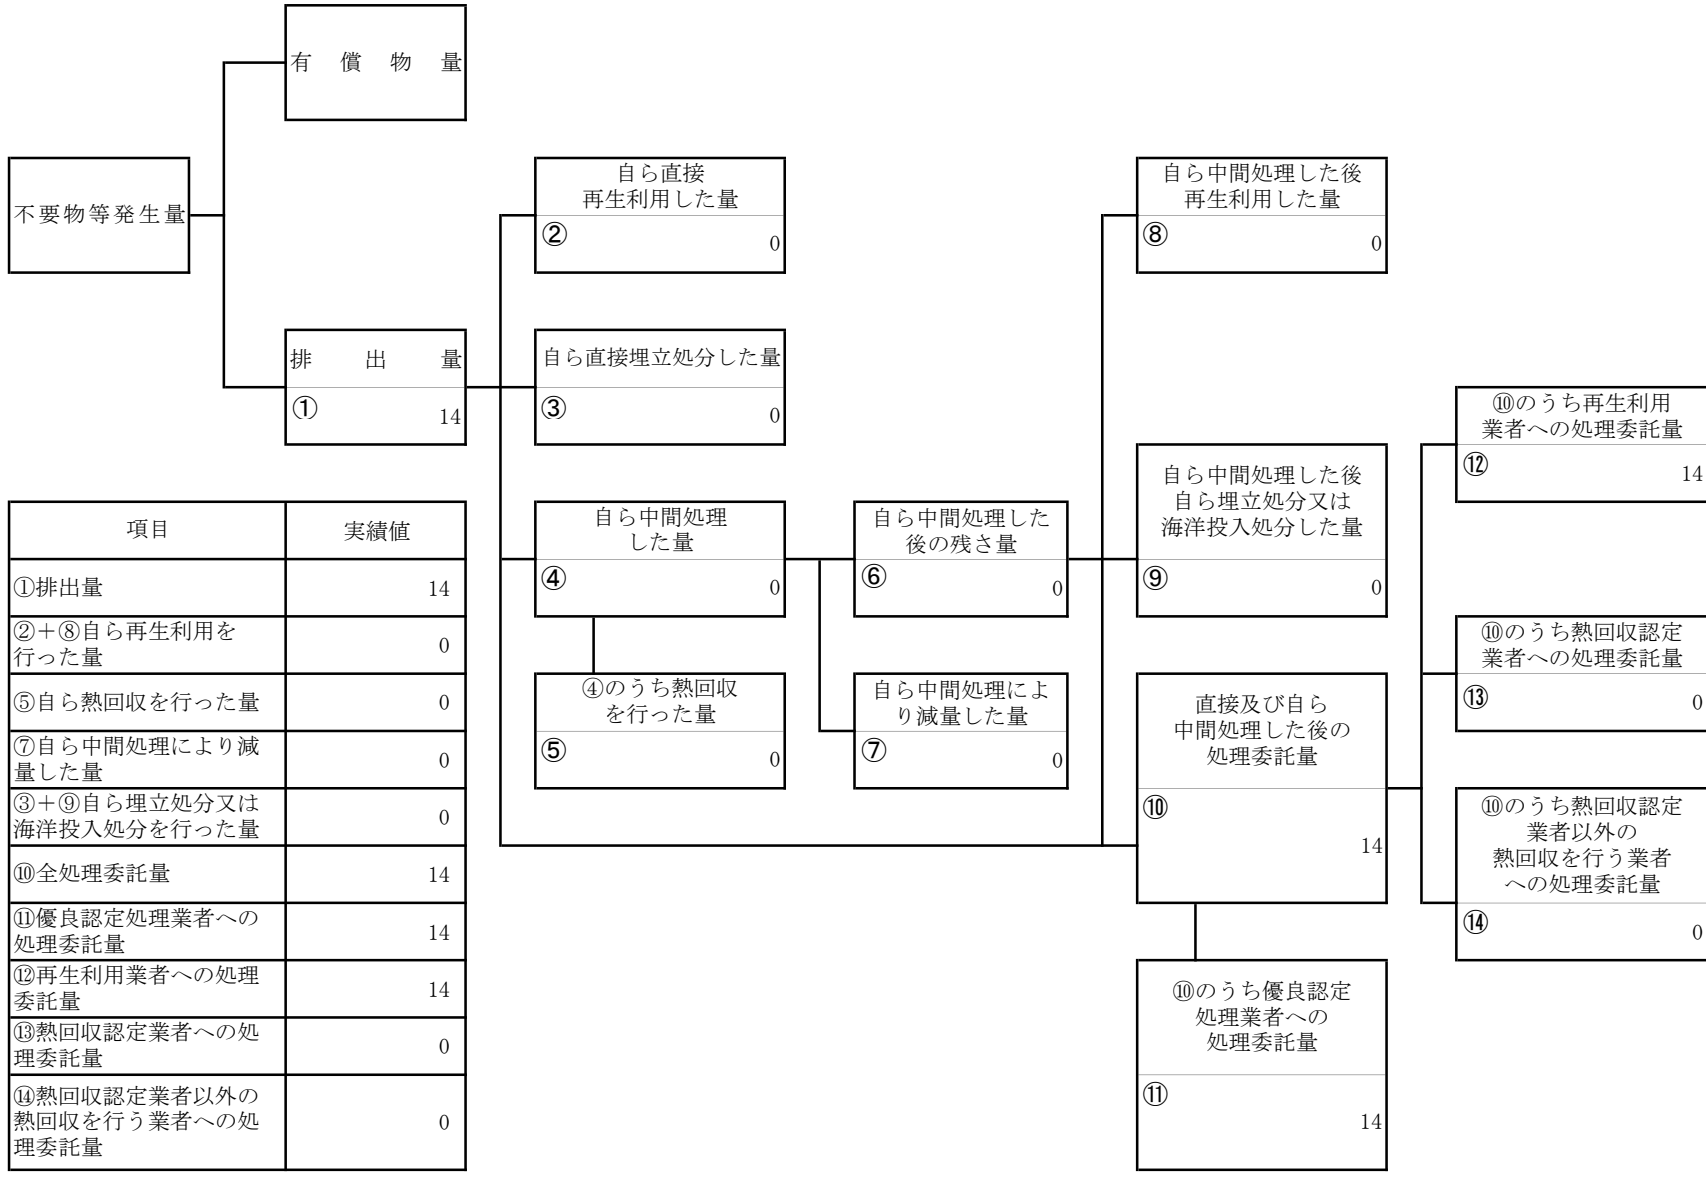 有償物量
不要物等発生量
排出量
①
14
自ら直接
再生利用した量
②
0
自ら直接埋立処分した量
③
0
自ら中間処理
した量
④
0
④のうち熱回収
を行った量
⑤
0
自ら中間処理した
後の残さ量
⑥
0
自ら中間処理によ
り減量した量
⑦
0
自ら中間処理した後
再生利用した量
⑧
0
自ら中間処理した後
自ら埋立処分又は
海洋投入処分した量
⑨
0
直接及び自ら
中間処理した後の
処理委託量
⑩
14
⑩のうち優良認定
処理業者への
処理委託量
⑪
14
⑩のうち再生利用
業者への処理委託量
⑫
14
⑩のうち熱回収認定
業者への処理委託量
⑬
0
⑩のうち熱回収認定
業者以外の
熱回収を行う業者
への処理委託量
⑭
0
項目 実績値
①排出量 14
②＋⑧自ら再生利用を
行った量 0
⑤自ら熱回収を行った量 0
⑦自ら中間処理により減
量した量 0
③＋⑨自ら埋立処分又は
海洋投入処分を行った量 0
⑩全処理委託量 14
⑪優良認定処理業者への
処理委託量 14
⑫再生利用業者への処理
委託量 14
⑬熱回収認定業者への処
理委託量 0
⑭熱回収認定業者以外の
熱回収を行う業者への処
理委託量 0